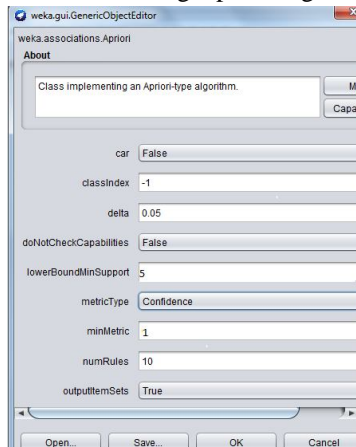 weka.gui.GenericObjectEditor
weka.associations.Apriori
About
Class implementing an Apriori-type algorithm.
car False
classIndex -1
delta 0.05
doNotCheckCapabilities False
lowerBoundMinSupport 5
metricType Confidence
minMetric 1
numRules 10
outputItemSets True
Open... Save... OK Cancel